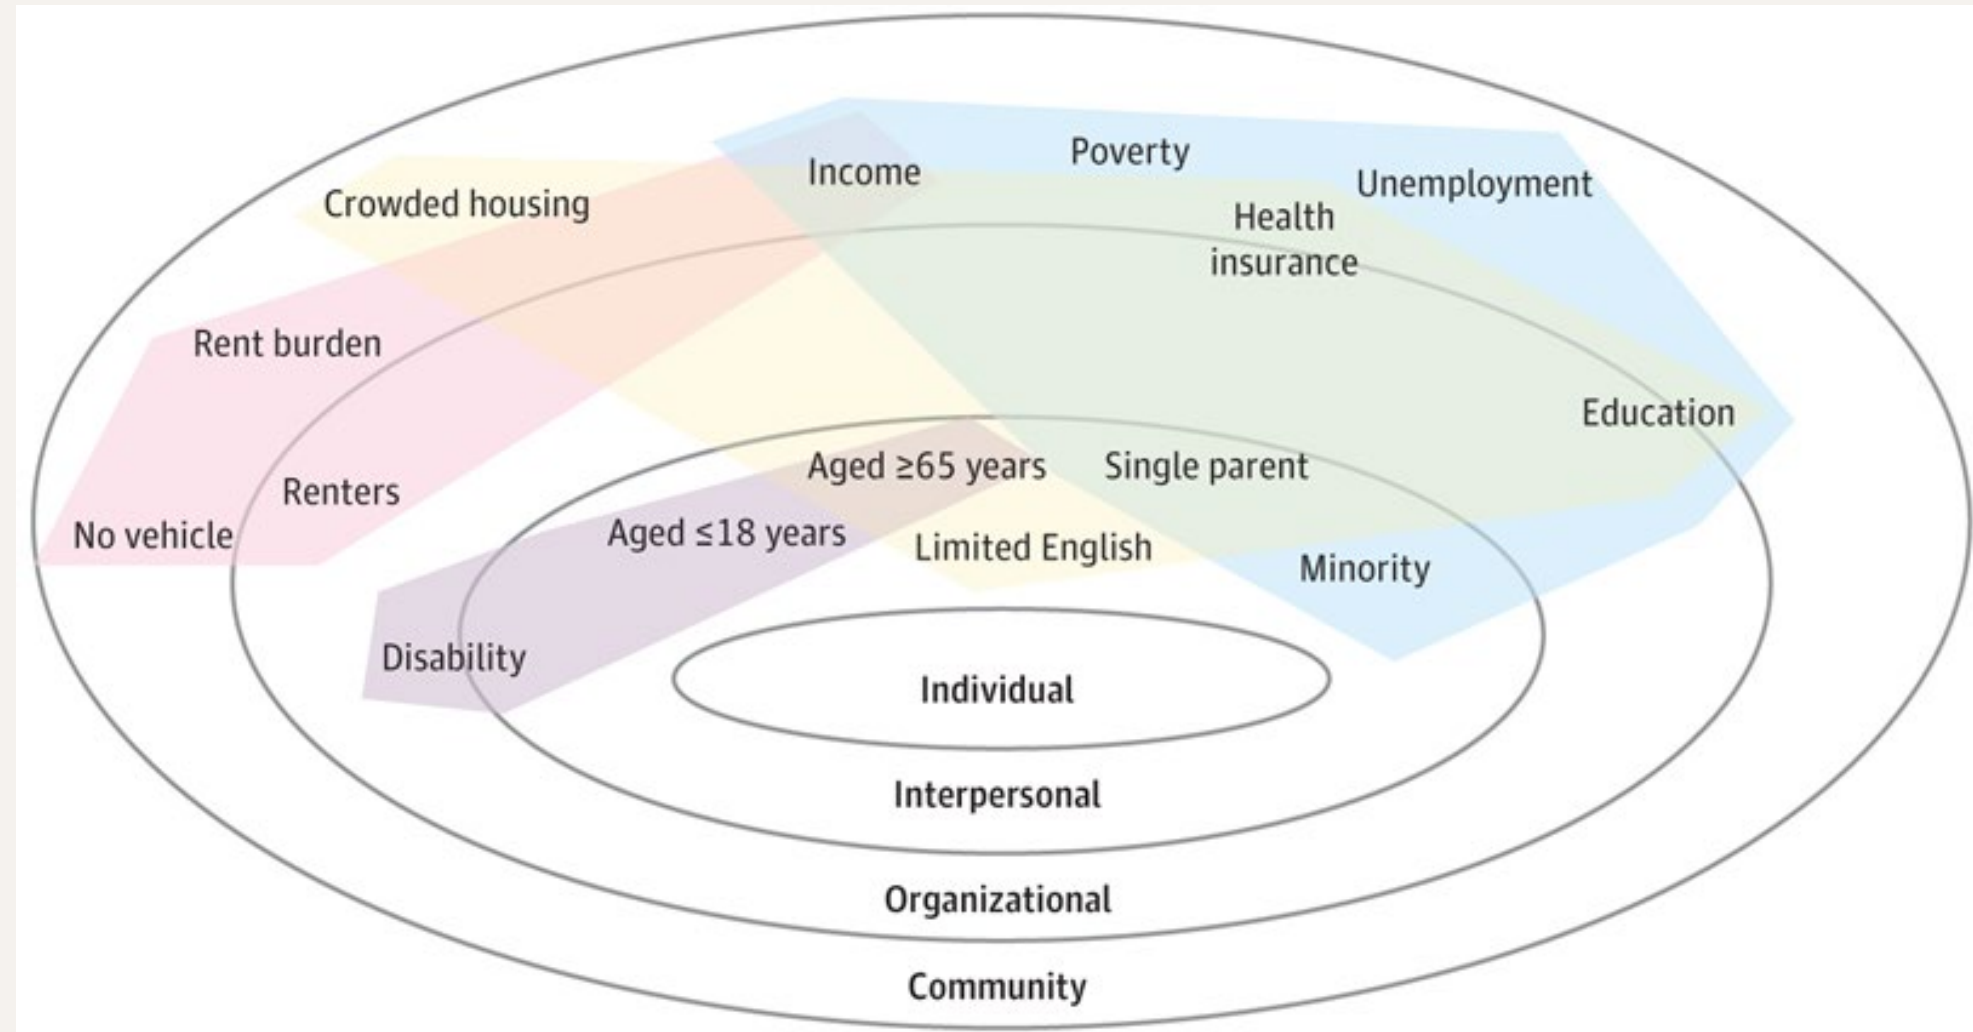 Poverty
Income
Unemployment
Crowded housing
Health
insurance
Rent burden
Education
Aged ≥65 years
Single parent
Renters
No vehicle
Aged ≤18 years
Limited English
Minority
Disability
Individual
Interpersonal
Organizational
Community